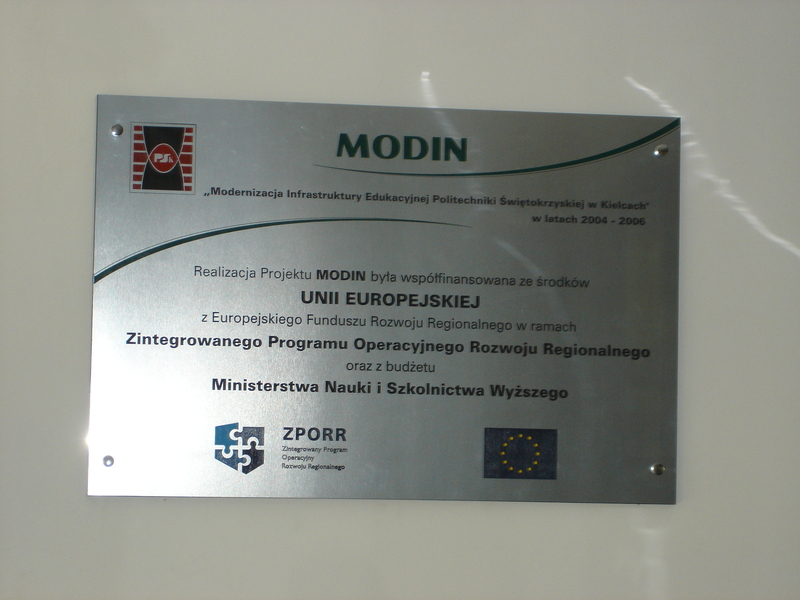 PSk
MODIN
„Modernizacja Infrastruktury Edukacyjnej Politechniki Świętokrzyskiej w Kielcach"
w latach 2004 - 2006
Realizacja Projektu MODIN była współfinansowana ze środków
UNII EUROPEJSKIEJ
z Europejskiego Funduszu Rozwoju Regionalnego w ramach
Zintegrowanego Programu Operacyjnego Rozwoju Regionalnego
oraz z budżetu
Ministerstwa Nauki i Szkolnictwa Wyższego
ZPORR
Zintegrowany Program
Operacyjny
Rozwoju Regionalnego